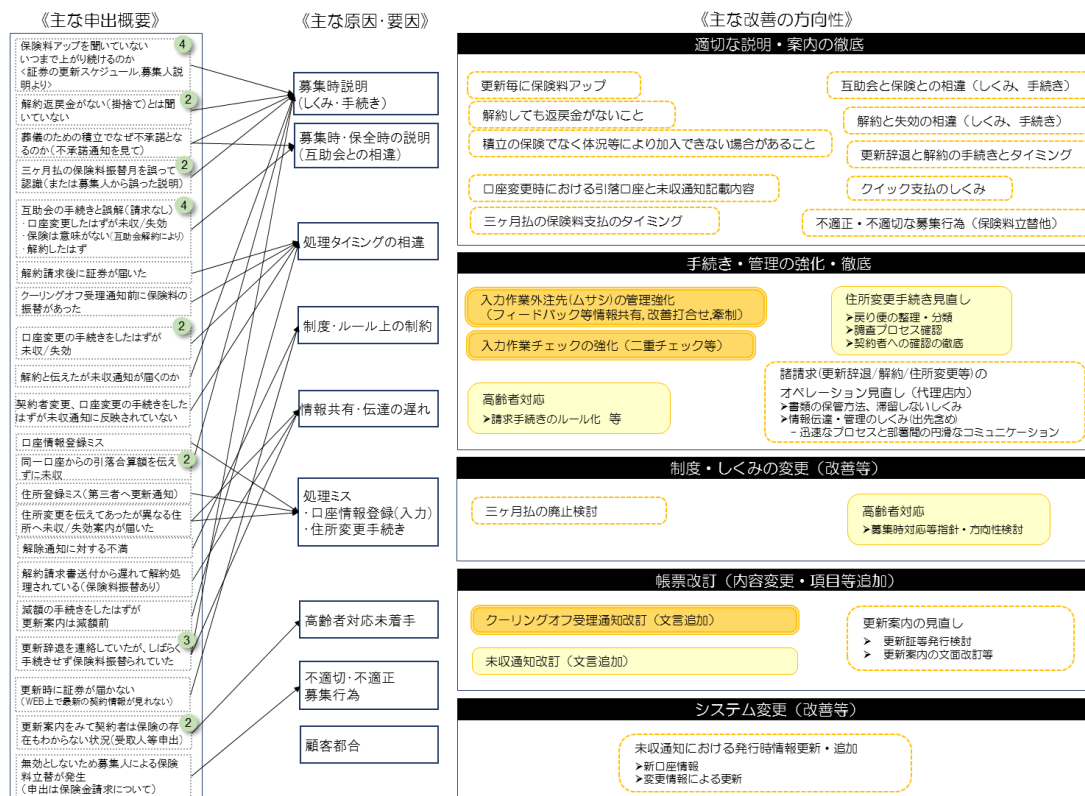 《主な申出概要》
保険料アップを聞いていない
いつまで上がり続けるのか
<証券の更新スケジュール,募集人説
明より>
4
解約返戻金がない(掛捨て)とは聞
いていない
2
葬儀のための積立でなぜ不承諾とな
るのか(不承諾通知を見て)
三ヶ月払の保険料振替月を誤って
認識(または募集人から誤った説明)
2
互助会の手続きと誤解(請求なし)
・口座変更したはずが未収/失効
・保険は意味がない(互助会解約により)
・解約したはず
4
解約請求後に証券が届いた
クーリングオフ受理通知前に保険料の
振替があった
口座変更の手続きをしたはずが
未収/失効
2
解約と伝えたが未収通知が届くのか
契約者変更、口座変更の手続きをした
はずが未収通知に反映されていない
口座情報登録ミス
同一口座からの引落合算額を伝え
ずに未収
2
住所登録ミス(第三者へ更新通知)
住所変更を伝えてあったが異なる住
所へ未収/失効案内が届いた
解除通知に対する不満
解約請求書送付から遅れて解約処
理されている(保険料振替あり)
減額の手続きをしたはずが
更新案内は減額前
更新辞退を連絡していたが、しばらく
手続きせず保険料振替られていた
3
更新時に証券が届かない
(WEB上で最新の契約情報が見れない)
更新案内をみて契約者は保険の存
在もわからない状況(受取人等申出)
2
無効としないため募集人による保険
料立替が発生
(申出は保険金請求について)
《主な原因・要因》
募集時説明
(しくみ・手続き)
募集時・保全時の説明
(互助会との相違)
処理タイミングの相違
制度・ルール上の制約
情報共有・伝達の遅れ
処理ミス
・口座情報登録(入力)
・住所変更手続き
高齢者対応未着手
不適切・不適正
募集行為
顧客都合
《主な改善の方向性》
適切な説明・案内の徹底
更新毎に保険料アップ
解約しても返戻金がないこと
積立の保険でなく体況等により加入できない場合があること
口座変更時における引落口座と未収通知記載内容
三ヶ月払の保険料支払のタイミング
互助会と保険との相違(しくみ、手続き)
解約と失効の相違(しくみ、手続き)
更新辞退と解約の手続きとタイミング
クイック支払のしくみ
不適正・不適切な募集行為(保険料立替他)
手続き・管理の強化・徹底
入力作業外注先(ムサシ)の管理強化
(フィードバック等情報共有,改善打合せ,牽制)
入力作業チェックの強化(二重チェック等)
高齢者対応
➤請求手続きのルール化 等
住所変更手続き見直し
➤戻り便の整理・分類
➤調査プロセス確認
➤契約者への確認の徹底
諸請求(更新辞退/解約/住所変更等)の
オペレーション見直し(代理店内)
➤書類の保管方法、滞留しないしくみ
➤情報伝達・管理のしくみ(出先含め)
－迅速なプロセスと部署間の円滑なコミュニケーション
制度・しくみの変更(改善等)
三ヶ月払の廃止検討
高齢者対応
➤募集時対応等指針・方向性検討
帳票改訂(内容変更・項目等追加)
クーリングオフ受理通知改訂(文言追加)
未収通知改訂(文言追加)
更新案内の見直し
➤ 更新証等発行検討
➤ 更新案内の文面改訂等
システム変更(改善等)
未収通知における発行時情報更新・追加
➤新口座情報
➤変更情報による更新